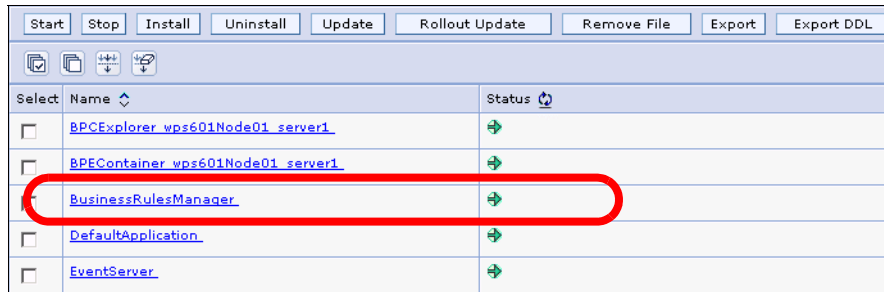 Start Stop Install Uninstall Update Rollout Update Remove File Export Export DDL
Select Name Status
BPCExplorer_wps601Node01_server1
BPEContainer_wps601Node01_server1
BusinessRulesManager
DefaultApplication
EventServer